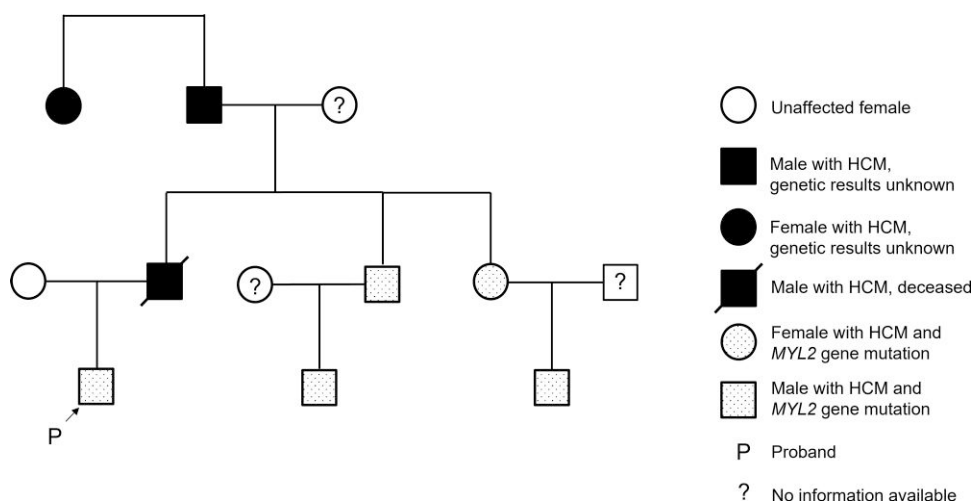 ?
?
?
P
Unaffected female
Male with HCM,
genetic results unknown
Female with HCM,
genetic results unknown
Male with HCM, deceased
Female with HCM and
MYL2 gene mutation
Male with HCM and
MYL2 gene mutation
P Proband
? No information available